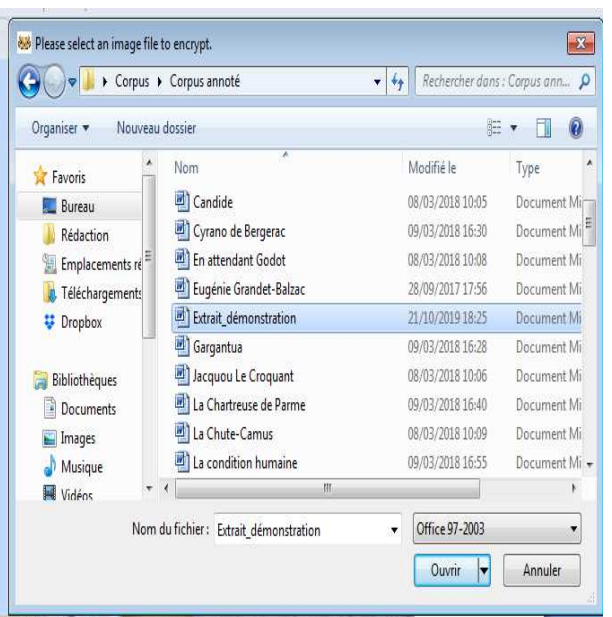 Please select an image file to encrypt.
Corpus Corpus annoté
Rechercher dans : Corpus ann...
Organiser Nouveau dossier
Favoris
Bureau
Rédaction
Emplacements ré
Téléchargements
Dropbox
Bibliothèques
Documents
Images
Musique
Vidéos
Nom Modifié le Type
Candide 08/03/2018 10:05 Document Mi
Cyrano de Bergerac 09/03/2018 16:30 Document Mi
En attendant Godot 08/03/2018 10:08 Document Mi
Eugénie Grandet-Balzac 28/09/2017 17:56 Document Mi
Extrait_démonstration 21/10/2019 18:25 Document Mi
Gargantua 09/03/2018 16:28 Document Mi
Jacquou Le Croquant 08/03/2018 10:06 Document Mi
La Chartreuse de Parme 09/03/2018 16:40 Document Mi
La Chute-Camus 08/03/2018 10:09 Document Mi
La condition humaine 09/03/2018 16:55 Document Mi
Nom du fichier : Extrait_démonstration Office 97-2003
Ouvrir Annuler